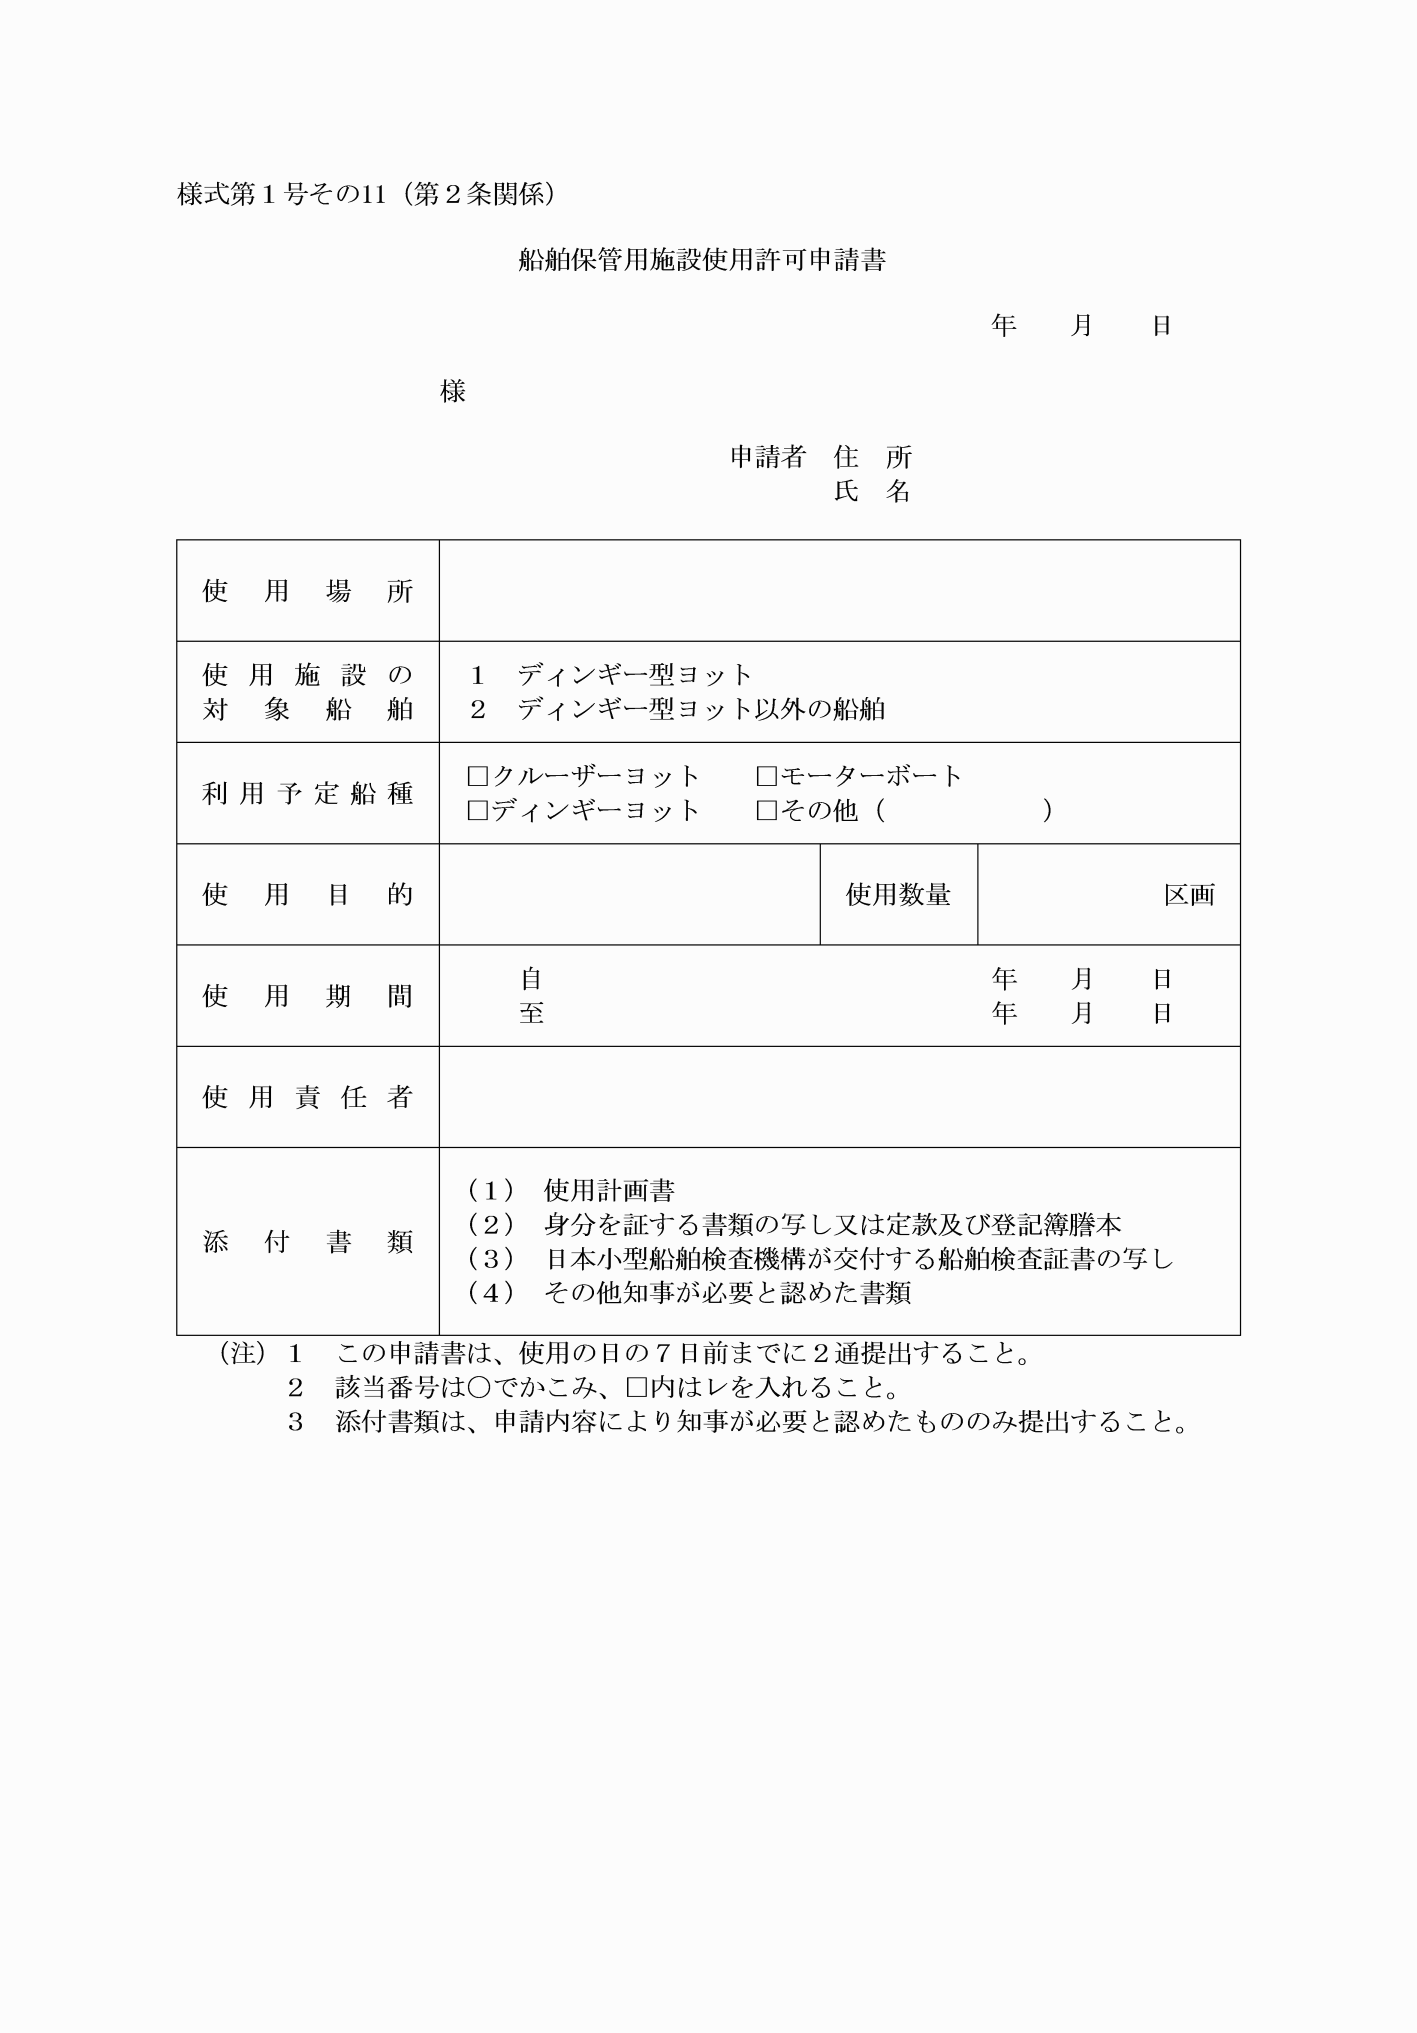 様式第１号その11（第２条関係）
船舶保管用施設使用許可申請書
年　　月　　日
様
申請者　住　所
氏　名
使用場所
使用施設の
対象船舶
１　ディンギー型ヨット
２　ディンギー型ヨット以外の船舶
利用予定船種
□クルーザーヨット　　□モーターボート
□ディンギーヨット　　□その他（　　　　　　）
使用目的
使用数量
区画
使用期間
自　　　　　　　　　年　　月　　日
至　　　　　　　　　年　　月　　日
使用責任者
添付書類
（１）　使用計画書
（２）　身分を証する書類の写し又は定款及び登記簿謄本
（３）　日本小型船舶検査機構が交付する船舶検査証書の写し
（４）　その他知事が必要と認めた書類
（注）１　この申請書は、使用の日の７日前までに２通提出すること。
２　該当番号は○でかこみ、□内はレを入れること。
３　添付書類は、申請内容により知事が必要と認めたもののみ提出すること。